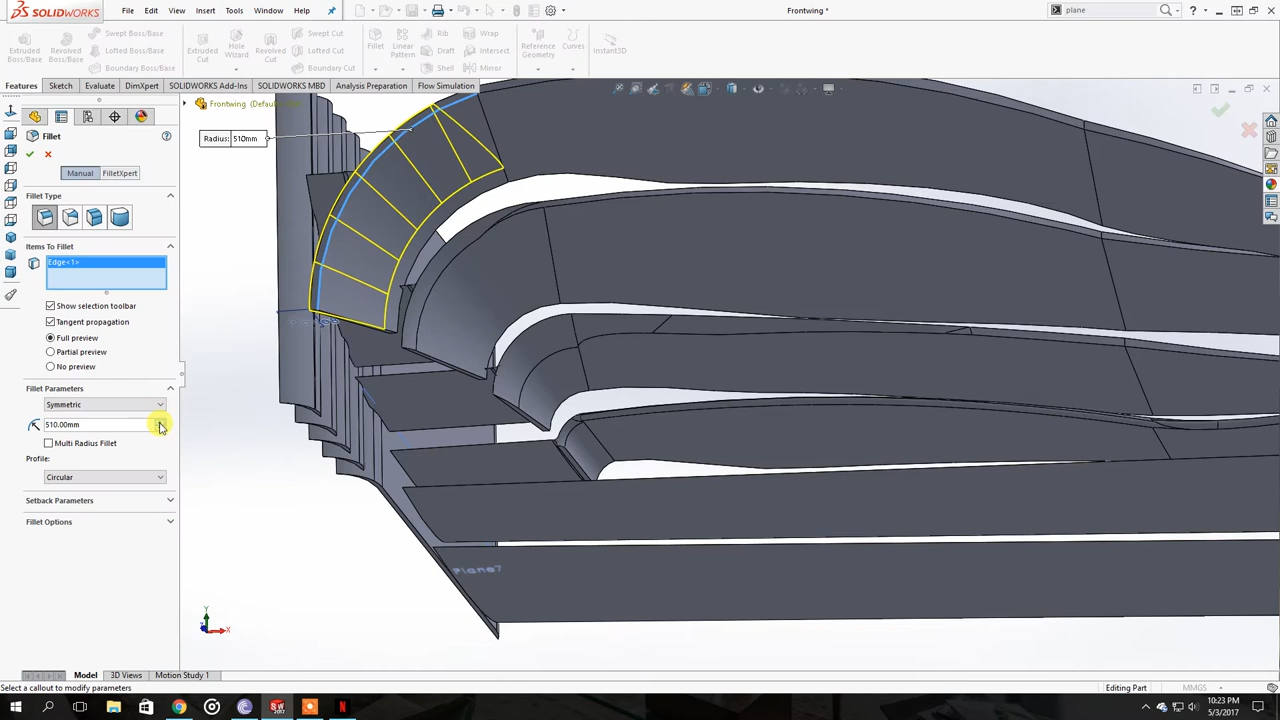 SOLIDWORKS
File Edit View Insert Tools Window Help
Frontwing *
plane
Extruded Boss/Base
Revolved Boss/Base
Swept Boss/Base
Lofted Boss/Base
Boundary Boss/Base
Extruded Cut
Hole Wizard
Revolved Cut
Swept Cut
Lofted Cut
Boundary Cut
Fillet
Linear Pattern
Rib
Draft
Shell
Wrap
Intersect
Mirror
Reference Geometry
Curves
Instant3D
Features Sketch Evaluate DimXpert SOLIDWORKS Add-Ins SOLIDWORKS MBD Analysis Preparation Flow Simulation
Frontwing (Default
Fillet
Radius: 510mm
Manual FilletXpert
Fillet Type
Items To Fillet
Edge<1>
Show selection toolbar
Tangent propagation
Full preview
Partial preview
No preview
Fillet Parameters
Symmetric
510.00mm
Multi Radius Fillet
Profile:
Circular
Setback Parameters
Fillet Options
Plane7
Y
X
Z
Model 3D Views Motion Study 1
Select a callout to modify parameters
Editing Part
MMGS
10:23 PM
5/3/2017